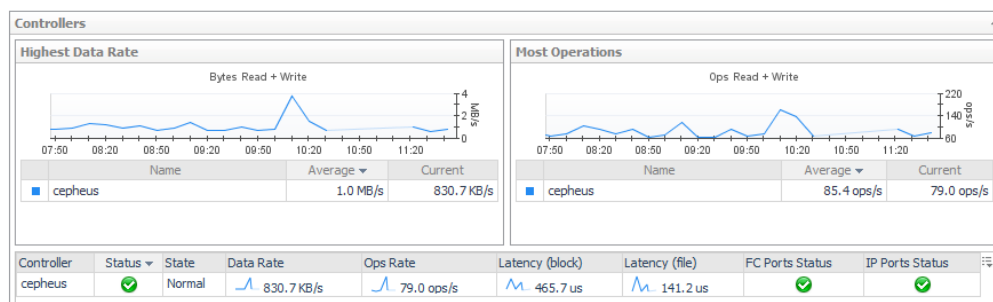 Controllers
Highest Data Rate
Bytes Read + Write
4
2
0
MB/s
07:50 08:20 08:50 09:20 09:50 10:20 10:50 11:20
Name Average Current
cepheus 1.0 MB/s 830.7 KB/s
Most Operations
Ops Read + Write
220
140
60
ops/s
07:50 08:20 08:50 09:20 09:50 10:20 10:50 11:20
Name Average Current
cepheus 85.4 ops/s 79.0 ops/s
Controller Status State Data Rate Ops Rate Latency (block) Latency (file) FC Ports Status IP Ports Status
cepheus Normal 830.7 KB/s 79.0 ops/s 465.7 us 141.2 us